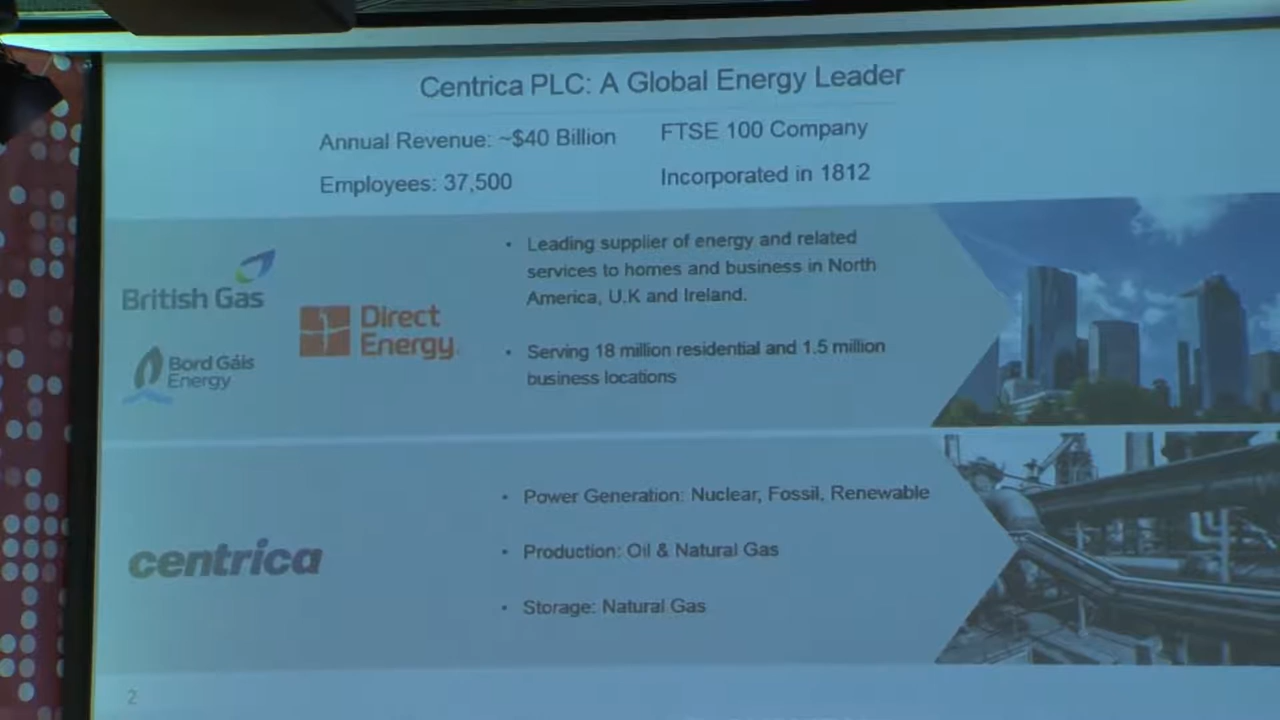 Centrica PLC: A Global Energy Leader
Annual Revenue: ~$40 Billion
FTSE 100 Company
Employees: 37,500
Incorporated in 1812
British Gas
Direct
Energy
Bord Gáis
Energy
• Leading supplier of energy and related
services to homes and business in North
America, U.K and Ireland.
• Serving 18 million residential and 1.5 million
business locations
centrica
• Power Generation: Nuclear, Fossil, Renewable
• Production: Oil & Natural Gas
• Storage: Natural Gas
2